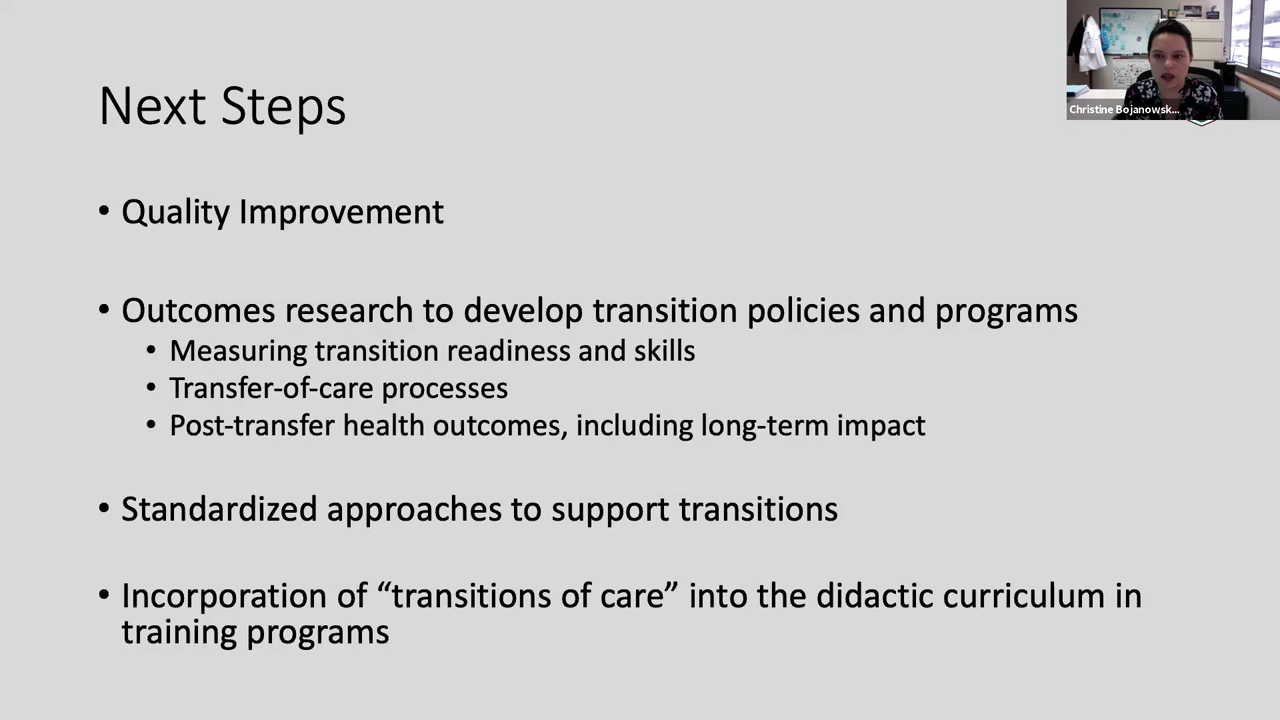 Next Steps
Christine Bojanowsk...
• Quality Improvement
• Outcomes research to develop transition policies and programs
• Measuring transition readiness and skills
• Transfer-of-care processes
• Post-transfer health outcomes, including long-term impact
• Standardized approaches to support transitions
• Incorporation of “transitions of care” into the didactic curriculum in
training programs